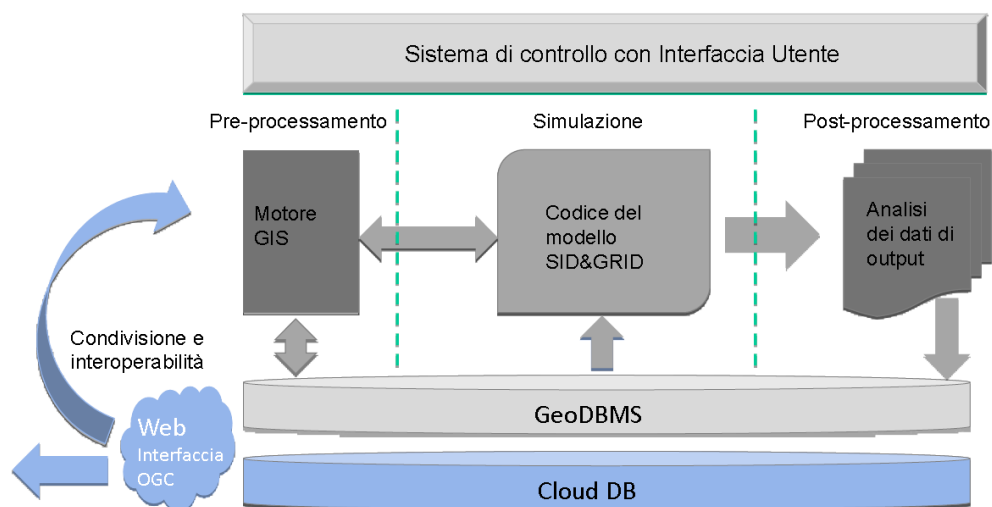 Sistema di controllo con Interfaccia Utente
Pre-processamento
Simulazione
Post-processamento
Motore
GIS
Codice del
modello
SID&GRID
Analisi
dei dati di
output
Condivisione e
interoperabilità
Web
Interfaccia
OGC
GeoDBMS
Cloud DB